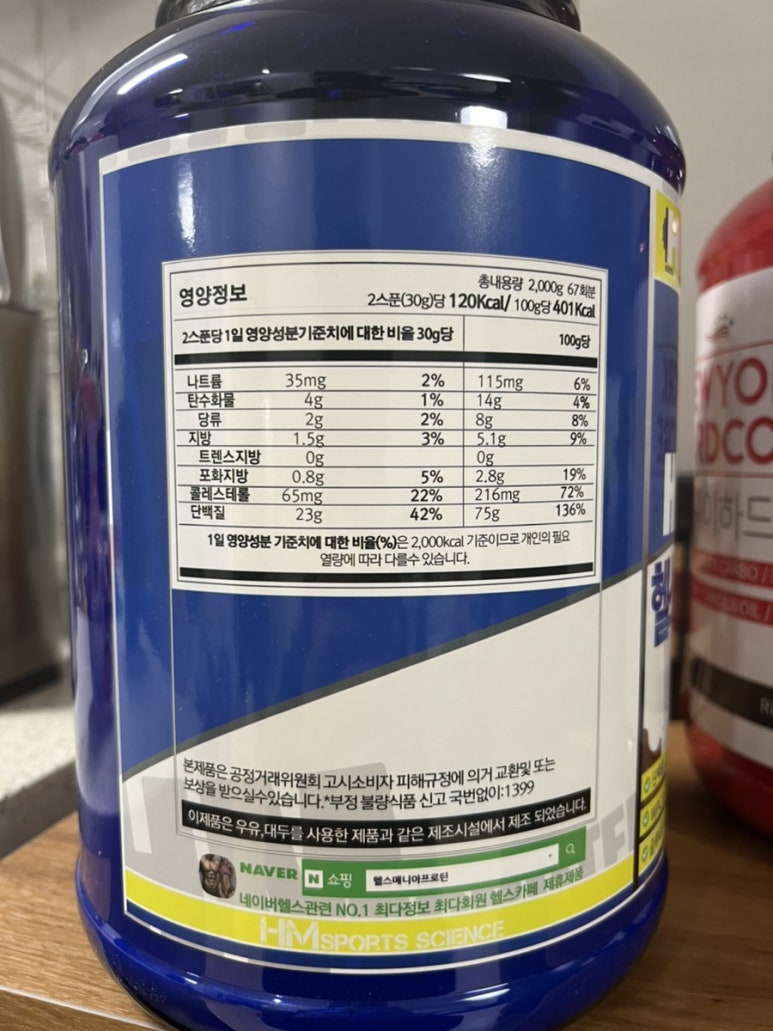 영양정보
총내용량 2,000g 67회분
2스푼(30g)당 120Kcal/ 100g당 401Kcal
2스푼당 1일 영양성분기준치에 대한 비율 30g당 100g당
나트륨 35mg 2% 115mg 6%
탄수화물 4g 1% 14g 4%
당류 2g 2% 8g 8%
지방 1.5g 3% 5.1g 9%
트렌스지방 0g 0g
포화지방 0.8g 5% 2.8g 19%
콜레스테롤 65mg 22% 216mg 72%
단백질 23g 42% 75g 136%
1일 영양성분 기준치에 대한 비율(%)은 2,000kcal 기준이므로 개인의 필요
열량에 따라 다를수 있습니다.
본제품은 공정거래위원회 고시소비자 피해규정에 의거 교환및 또는
보상을 받으실수있습니다.*부정 불량식품 신고 국번없이:1399
이제품은 우유,대두를 사용한 제품과 같은 제조시설에서 제조 되었습니다.
NAVER N 쇼핑 헬스매니아프로틴
네이버헬스관련 NO.1 최다정보 최다회원 헬스카페 제휴제품
HMSPORTS SCIENCE
WYO
RDCO
이하드